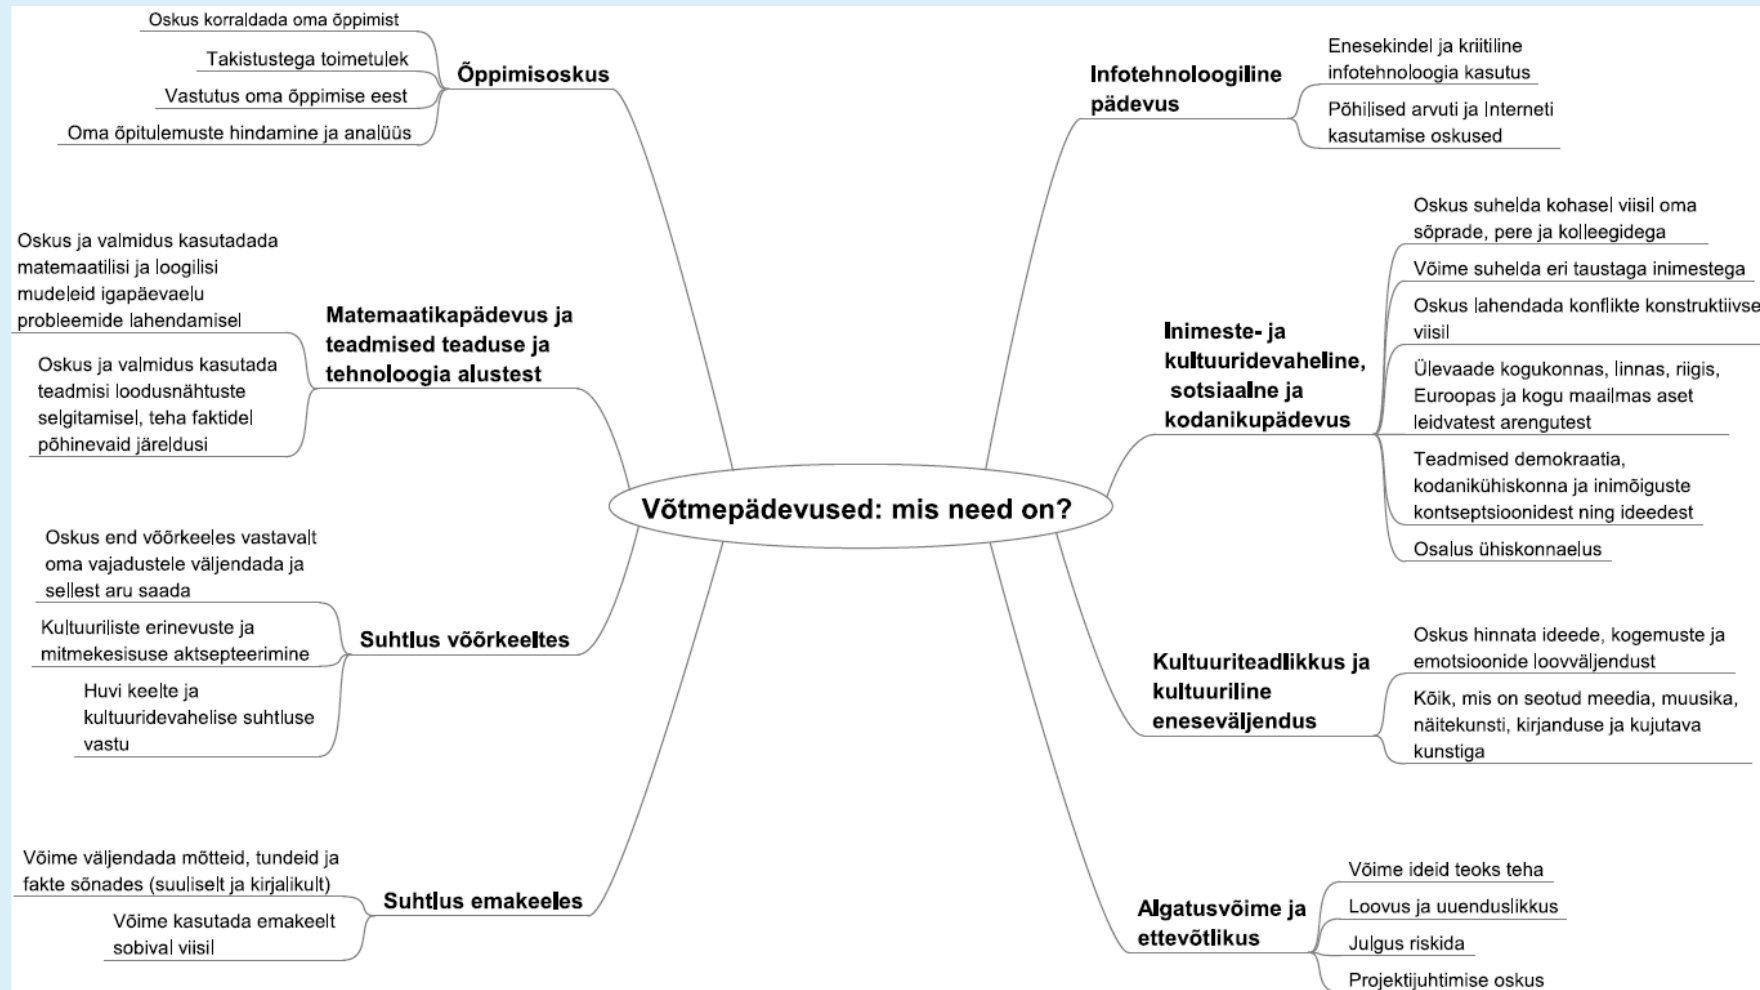 Oskus korraldada oma õppimist
Takistustega toimetulek
Vastutus oma õppimise eest
Oma õpitulemuste hindamine ja analüüs
Õppimisoskus
Oskus ja valmidus kasutadada
matemaatilisi ja loogilisi
mudeleid igapäevaelu
probleemide lahendamisel
Oskus ja valmidus kasutada
teadmisi loodusnähtuste
selgitamisel, teha faktidel
põhinevaid järeldusi
Matemaatikapädevus ja
teadmised teaduse ja
tehnoloogia alustest
Oskus end võõrkeeles vastavalt
oma vajadustele väljendada ja
sellest aru saada
Kultuuriliste erinevuste ja
mitmekesisuse aktsepteerimine
Huvi keelte ja
kultuuridevahelise suhtluse
vastu
Suhtlus võõrkeeltes
Võime väljendada mõtteid, tundeid ja
fakte sõnades (suuliselt ja kirjalikult)
Võime kasutada emakeelt
sobival viisil
Suhtlus emakeeles
Võtmepädevused: mis need on?
Infotehnoloogiline
pädevus
Enesekindel ja kriitiline
infotehnoloogia kasutus
Põhilised arvuti ja Interneti
kasutamise oskused
Inimeste- ja
kultuuridevaheline,
sotsiaalne ja
kodanikupädevus
Oskus suhelda kohasel viisil oma
sõprade, pere ja kolleegidega
Võime suhelda eri taustaga inimestega
Oskus lahendada konflikte konstruktiivse
viisil
Ülevaade kogukonnas, linnas, riigis,
Euroopas ja kogu maailmas aset
leidvatest arengutest
Teadmised demokraatia,
kodanikühiskonna ja inimõiguste
kontseptsioonidest ning ideedest
Osalus ühiskonnaelus
Kultuuriteadlikkus ja
kultuuriline
eneseväljendus
Oskus hinnata ideede, kogemuste ja
emotsioonide loovväljendust
Kõik, mis on seotud meedia, muusika,
näitekunsti, kirjanduse ja kujutava
kunstiga
Algatusvõime ja
ettevõtlikus
Võime ideid teoks teha
Loovus ja uuenduslikkus
Julgus riskida
Projektijuhtimise oskus